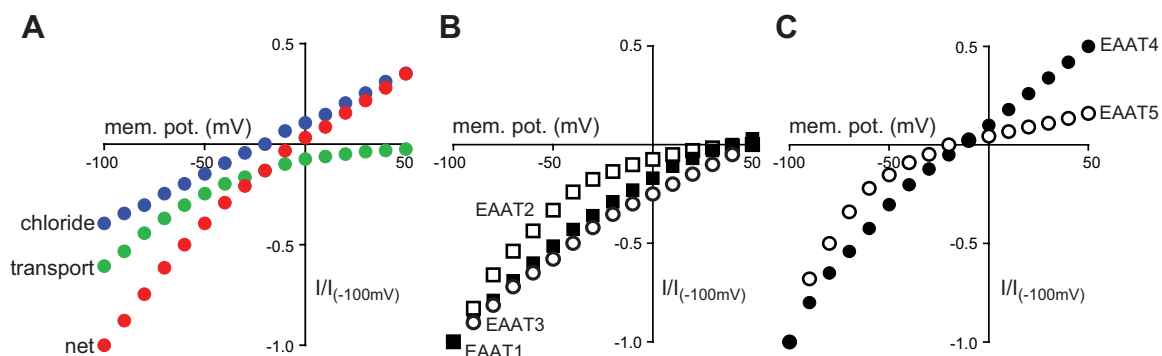 A
B
C
0.5
0.5
0.5
EAAT4
mem. pot. (mV)
mem. pot. (mV)
mem. pot. (mV)
EAAT5
-100
-50
50
-100
-50
50
-100
-50
50
chloride
EAAT2
transport
-0.5
-0.5
-0.5
I/I(-100mV)
I/I(-100mV)
I/I(-100mV)
EAAT3
net
-1.0
EAAT1
-1.0
-1.0